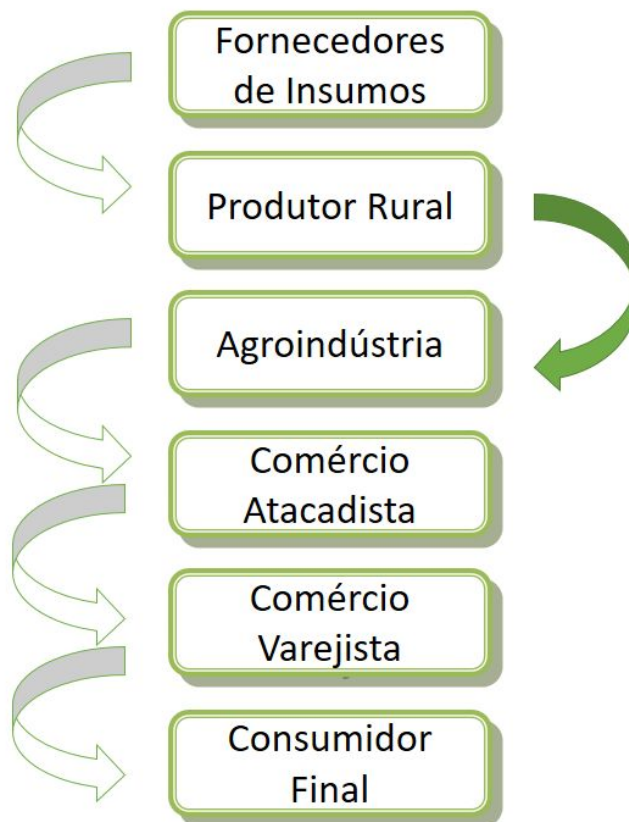 Fornecedores
de Insumos
Produtor Rural
Agroindústria
Comércio
Atacadista
Comércio
Varejista
Consumidor
Final